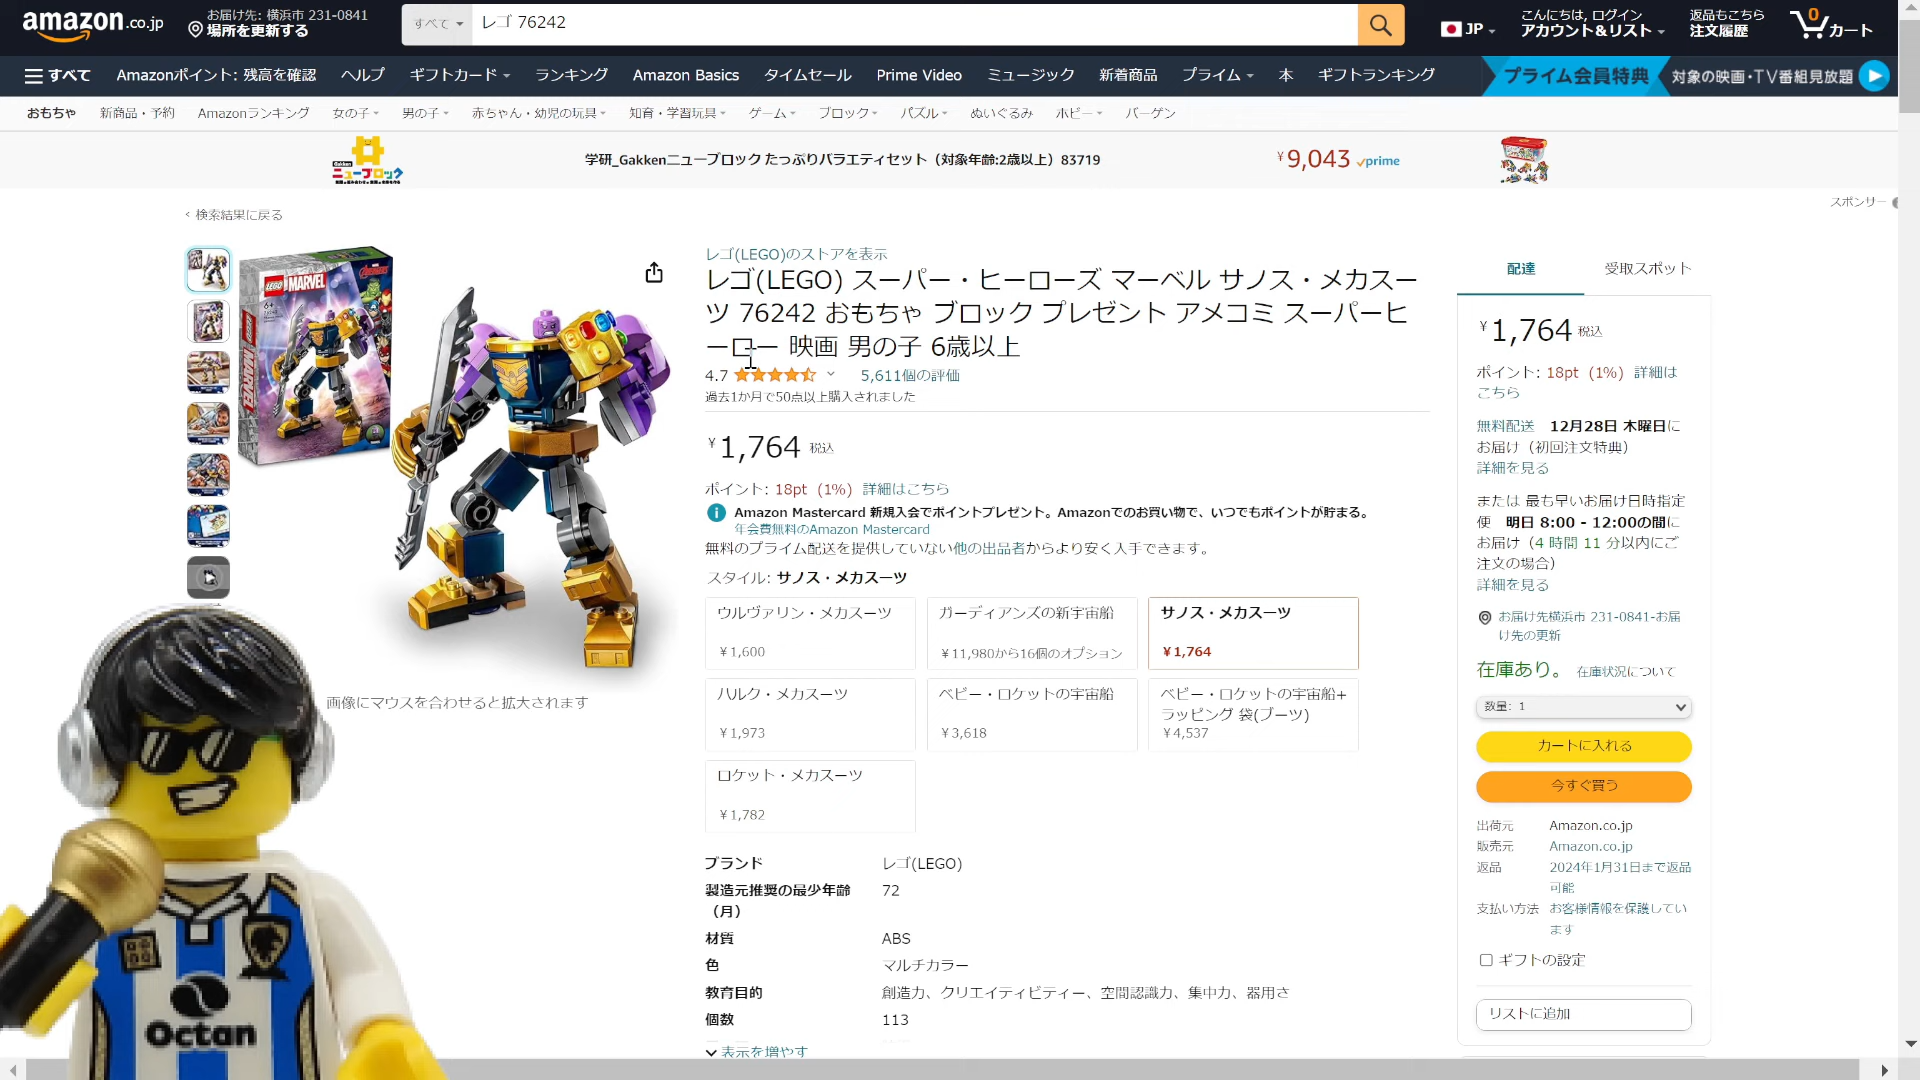 amazon.co.jp
お届け先: 横浜市 231-0841
場所を更新する
すべて
レゴ 76242
JP
こんにちは, ログイン
アカウント&リスト
返品もこちら
注文履歴
0
カート
すべて
Amazonポイント: 残高を確認
ヘルプ
ギフトカード
ランキング
Amazon Basics
タイムセール
Prime Video
ミュージック
新着商品
プライム
本
ギフトランキング
プライム会員特典
対象の映画・TV番組見放題
おもちゃ
新商品・予約
Amazonランキング
女の子
男の子
赤ちゃん・幼児の玩具
知育・学習玩具
ゲーム
ブロック
パズル
ぬいぐるみ
ホビー
バーゲン
Gakken
ニューブロック
学研_Gakkenニューブロック たっぷりバラエティセット（対象年齢:2歳以上）83719
￥9,043 prime
スポンサー
‹ 検索結果に戻る
LEGO MARVEL
AVENGERS
6+
76242
画像にマウスを合わせると拡大されます
レゴ(LEGO)のストアを表示
レゴ(LEGO) スーパー・ヒーローズ マーベル サノス・メカスー
ツ 76242 おもちゃ ブロック プレゼント アメコミ スーパーヒ
ーロー 映画 男の子 6歳以上
4.7
5,611個の評価
過去1か月で50点以上購入されました
￥1,764 税込
ポイント: 18pt (1%) 詳細はこちら
Amazon Mastercard 新規入会でポイントプレゼント。Amazonでのお買い物で、いつでもポイントが貯まる。
年会費無料のAmazon Mastercard
無料のプライム配送を提供していない他の出品者からより安く入手できます。
スタイル: サノス・メカスーツ
ウルヴァリン・メカスーツ
￥1,600
ガーディアンズの新宇宙船
￥11,980から16個のオプション
サノス・メカスーツ
￥1,764
ハルク・メカスーツ
￥1,973
ベビー・ロケットの宇宙船
￥3,618
ベビー・ロケットの宇宙船+
ラッピング 袋(ブーツ)
￥4,537
ロケット・メカスーツ
￥1,782
ブランド
レゴ(LEGO)
製造元推奨の最少年齢
（月）
72
材質
ABS
色
マルチカラー
教育目的
創造力、クリエイティビティー、空間認識力、集中力、器用さ
個数
113
表示を増やす
配達
受取スポット
￥1,764 税込
ポイント: 18pt (1%) 詳細は
こちら
無料配送 12月28日 木曜日に
お届け（初回注文特典）
詳細を見る
または 最も早いお届け日時指定
便 明日 8:00 - 12:00の間に
お届け（4 時間 11 分以内にご
注文の場合）
詳細を見る
お届け先横浜市 231-0841-お届
け先の更新
在庫あり。 在庫状況について
数量: 1
カートに入れる
今すぐ買う
出荷元
Amazon.co.jp
販売元
Amazon.co.jp
返品
2024年1月31日まで返品
可能
支払い方法
お客様情報を保護してい
ます
ギフトの設定
リストに追加
Octan